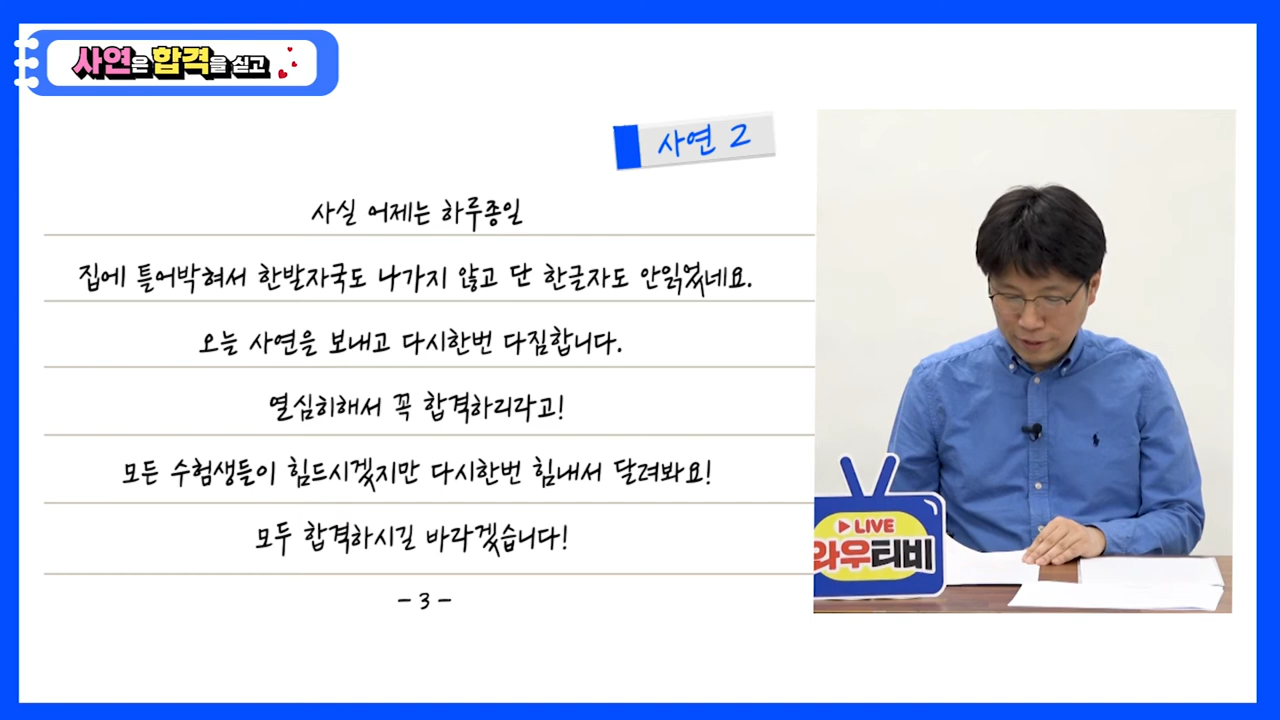 사연은 합격을 싣고
사연 2
사실 어제는 하루종일
집에 틀어박혀서 한발자국도 나가지 않고 단 한글자도 안읽었네요.
오늘 사연을 보내고 다시한번 다짐합니다.
열심히해서 꼭 합격하리라고!
모든 수험생들이 힘드시겠지만 다시한번 힘내서 달려봐요!
모두 합격하시길 바라겠습니다!
- 3 -
LIVE
와우티비